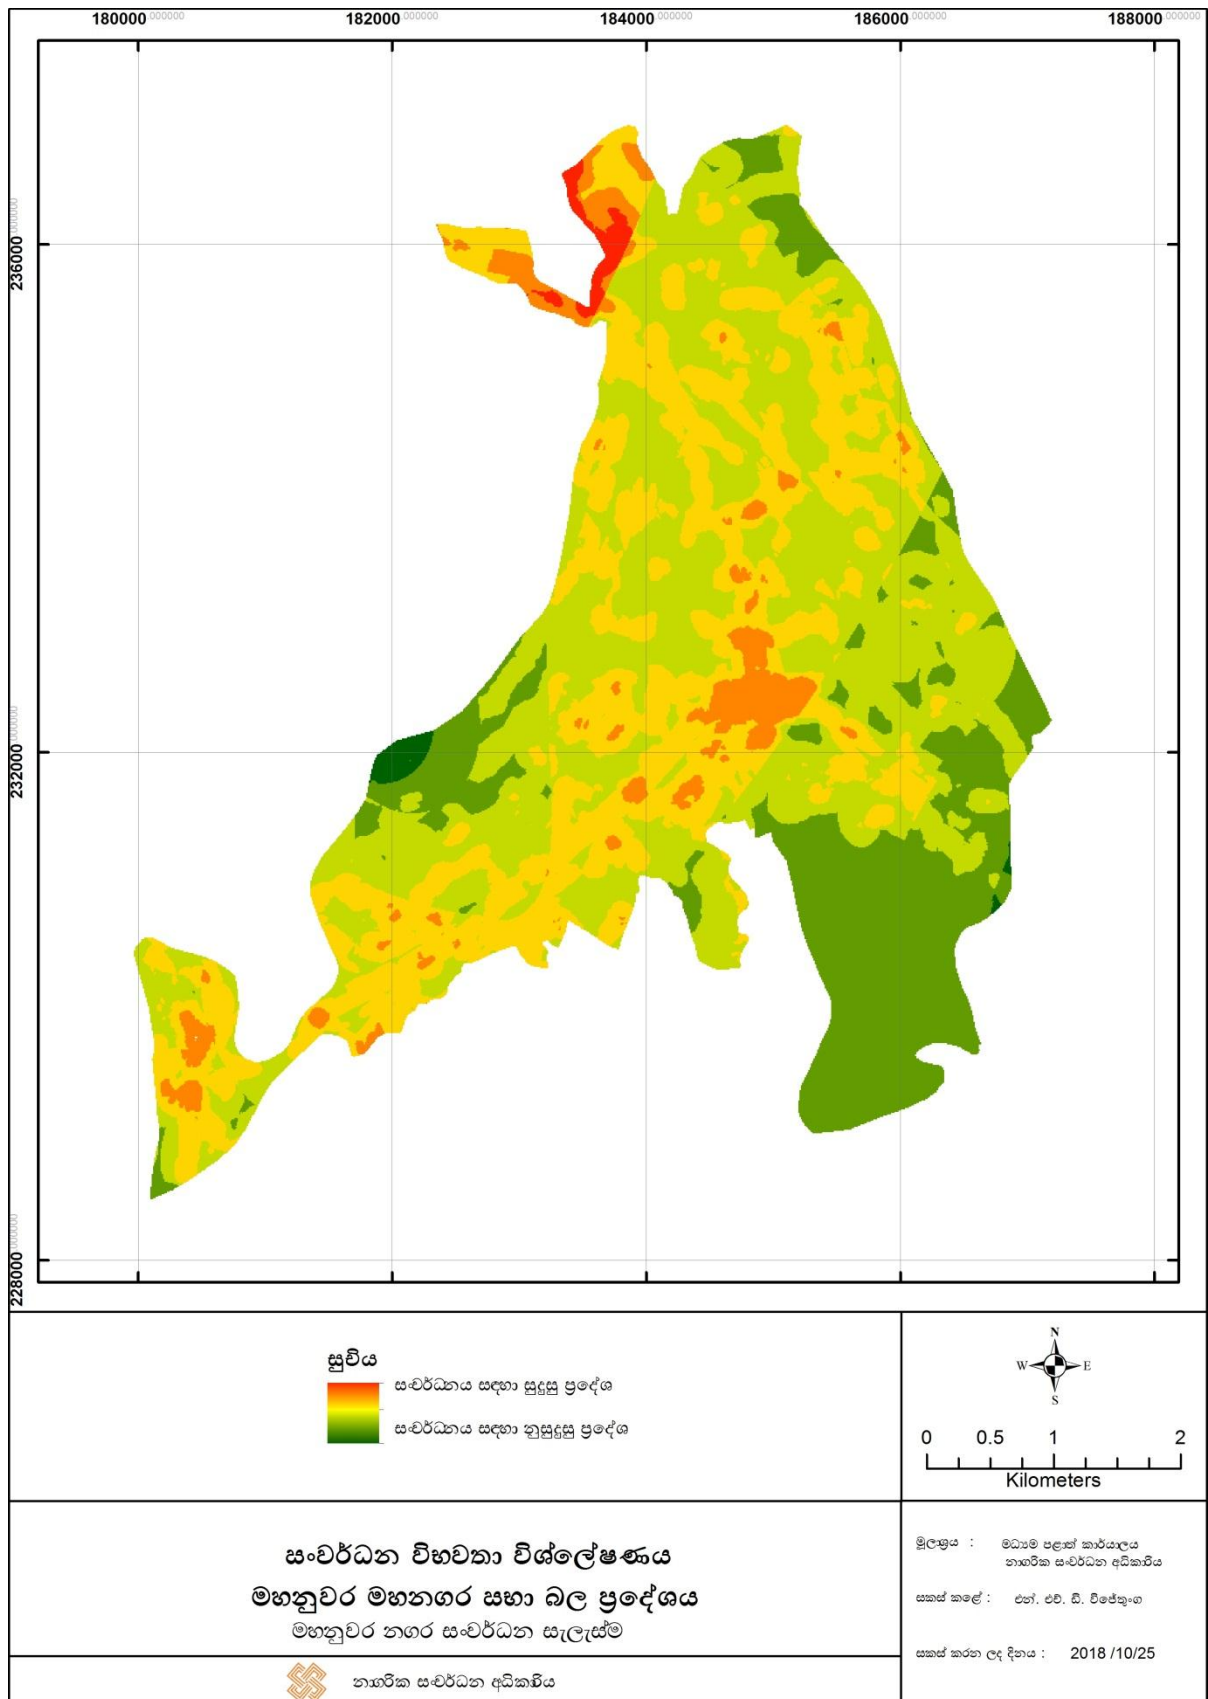 180000.000000 182000.000000 184000.000000 186000.000000 188000.000000
236000.000000
232000.000000
228000.000000
සූචිය
සංවර්ධනය සඳහා සුදුසු ප්‍රදේශ
සංවර්ධනය සඳහා නුසුදුසු ප්‍රදේශ
N
W E
S
0 0.5 1 2
Kilometers
සංවර්ධන විභවතා විශ්ලේෂණය
මහනුවර මහනගර සභා බල ප්‍රදේශය
මහනුවර නගර සංවර්ධන සැලැස්ම
නාගරික සංවර්ධන අධිකාරිය
මූලාශ්‍රය : මධ්‍යම පළාත් කාර්යාලය
නාගරික සංවර්ධන අධිකාරිය
සකස් කළේ : එන්. එච්. ඩී. විජේතුංග
සකස් කරන ලද දිනය : 2018 /10/25